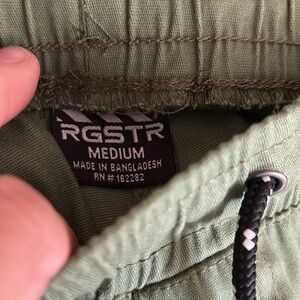 RGSTR
MEDIUM
MADE IN BANGLADESH
RN# 162282